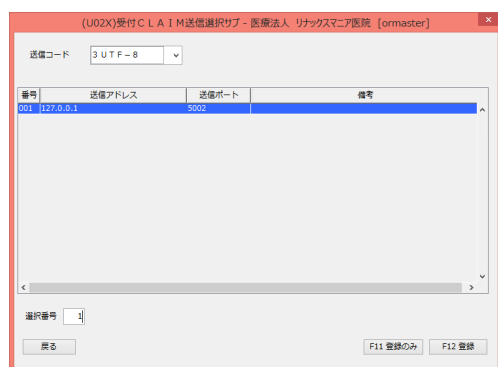 (U02X)受付ＣＬＡＩＭ送信選択サブ - 医療法人 リナックスマニア医院 [ormaster]
送信コード ３ＵＴＦ－８
番号 送信アドレス 送信ポート 備考
001 127.0.0.1 5002
選択番号 1
戻る F11 登録のみ F12 登録